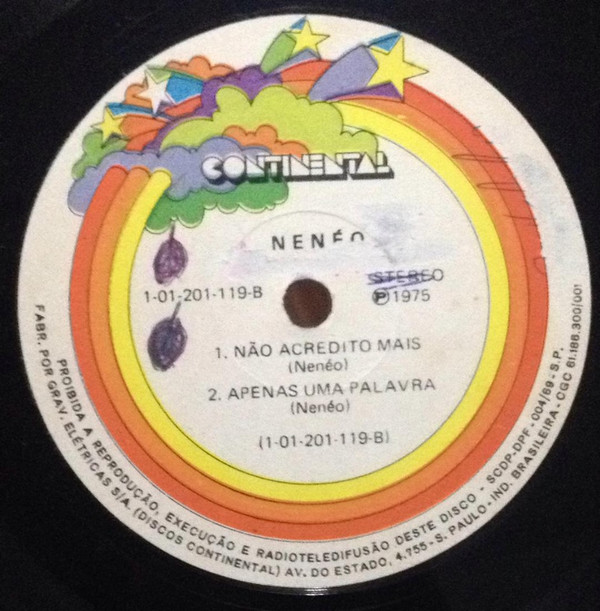 CONTINENTAL
NENÉO
STEREO
1-01-201-119-B
Ⓟ 1975
1. NÃO ACREDITO MAIS
(Nenéo)
2. APENAS UMA PALAVRA
(Nenéo)
(1-01-201-119-B)
PROIBIDA A REPRODUÇÃO, EXECUÇÃO E RADIOTELEDIFUSÃO DESTE DISCO - SCDP-DPF-004/69-S.P.
FABR. POR GRAV. ELÉTRICAS S/A. (DISCOS CONTINENTAL) AV. DO ESTADO, 4.755 - S. PAULO - IND. BRASILEIRA - CGC 61.186.300/001